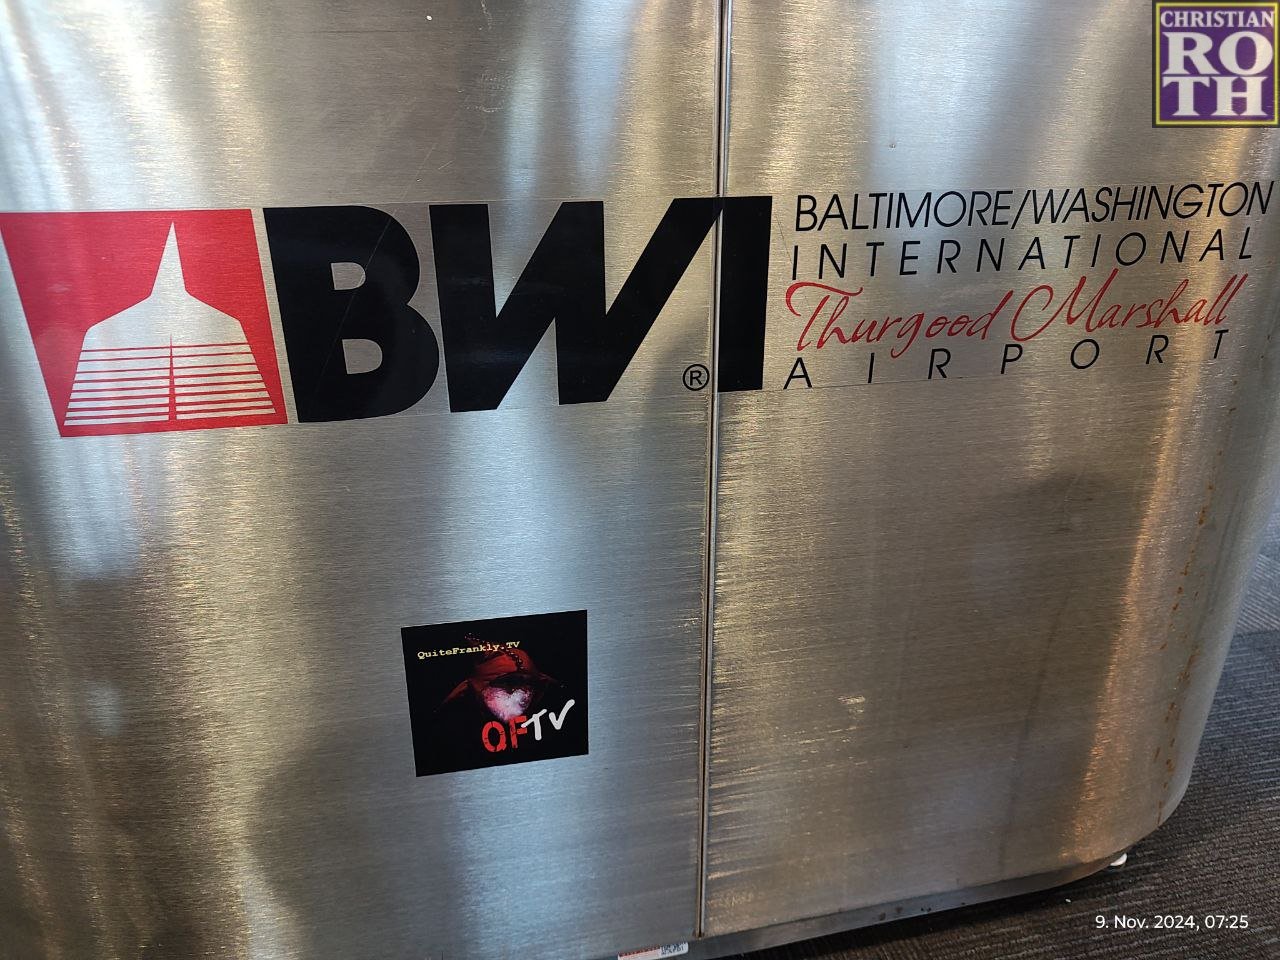 CHRISTIAN
RO
TH
BWI
®
BALTIMORE/WASHINGTON
INTERNATIONAL
Thurgood Marshall
AIRPORT
QuiteFrankly.TV
QFTV
9. Nov. 2024, 07:25